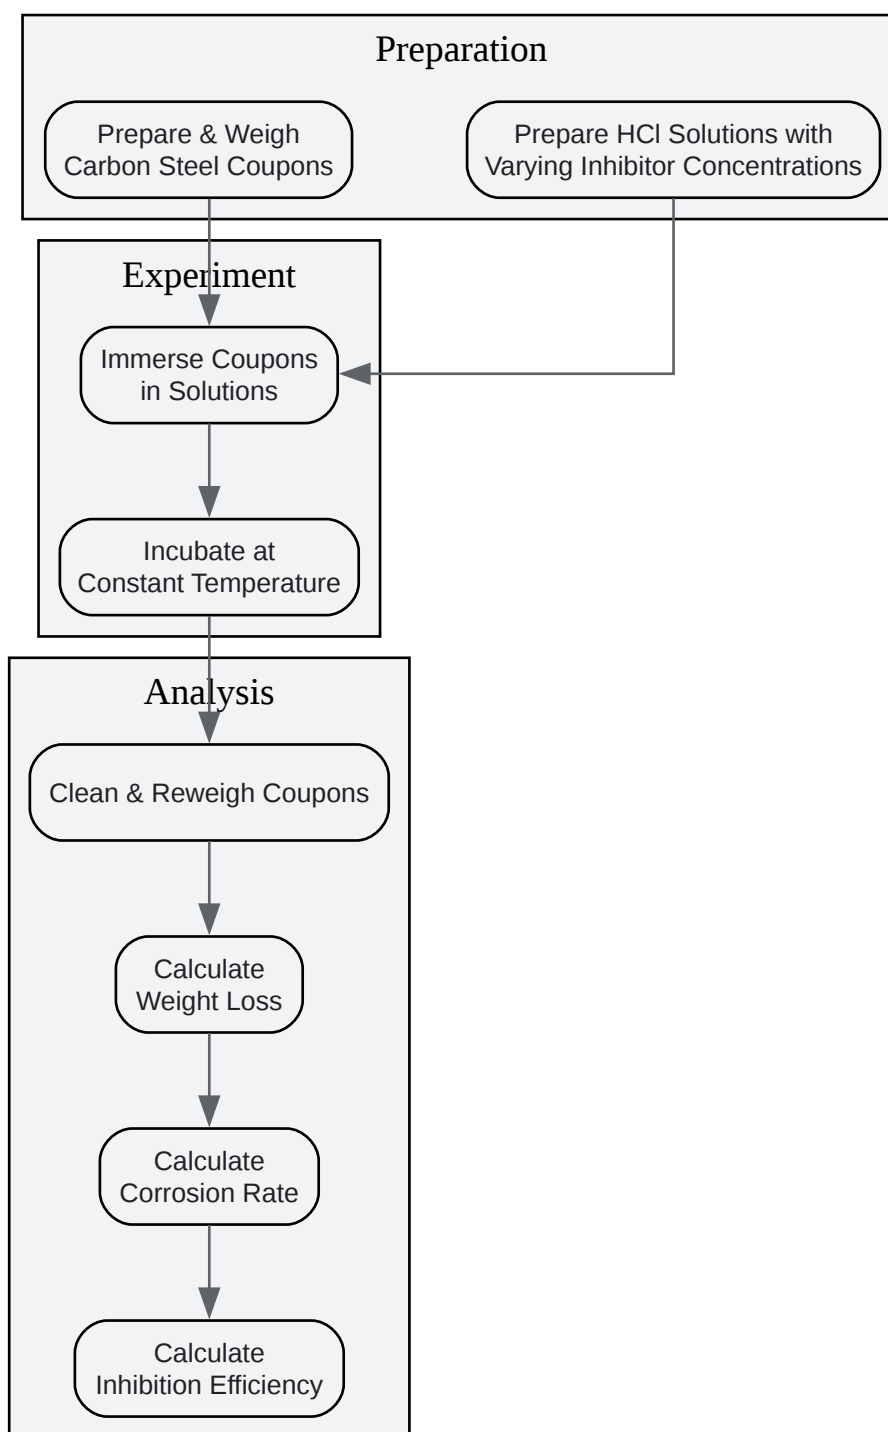 Preparation
Prepare & Weigh
Carbon Steel Coupons
Prepare HCl Solutions with
Varying Inhibitor Concentrations
Experiment
Immerse Coupons
in Solutions
Incubate at
Constant Temperature
Analysis
Clean & Reweigh Coupons
Calculate
Weight Loss
Calculate
Corrosion Rate
Calculate
Inhibition Efficiency